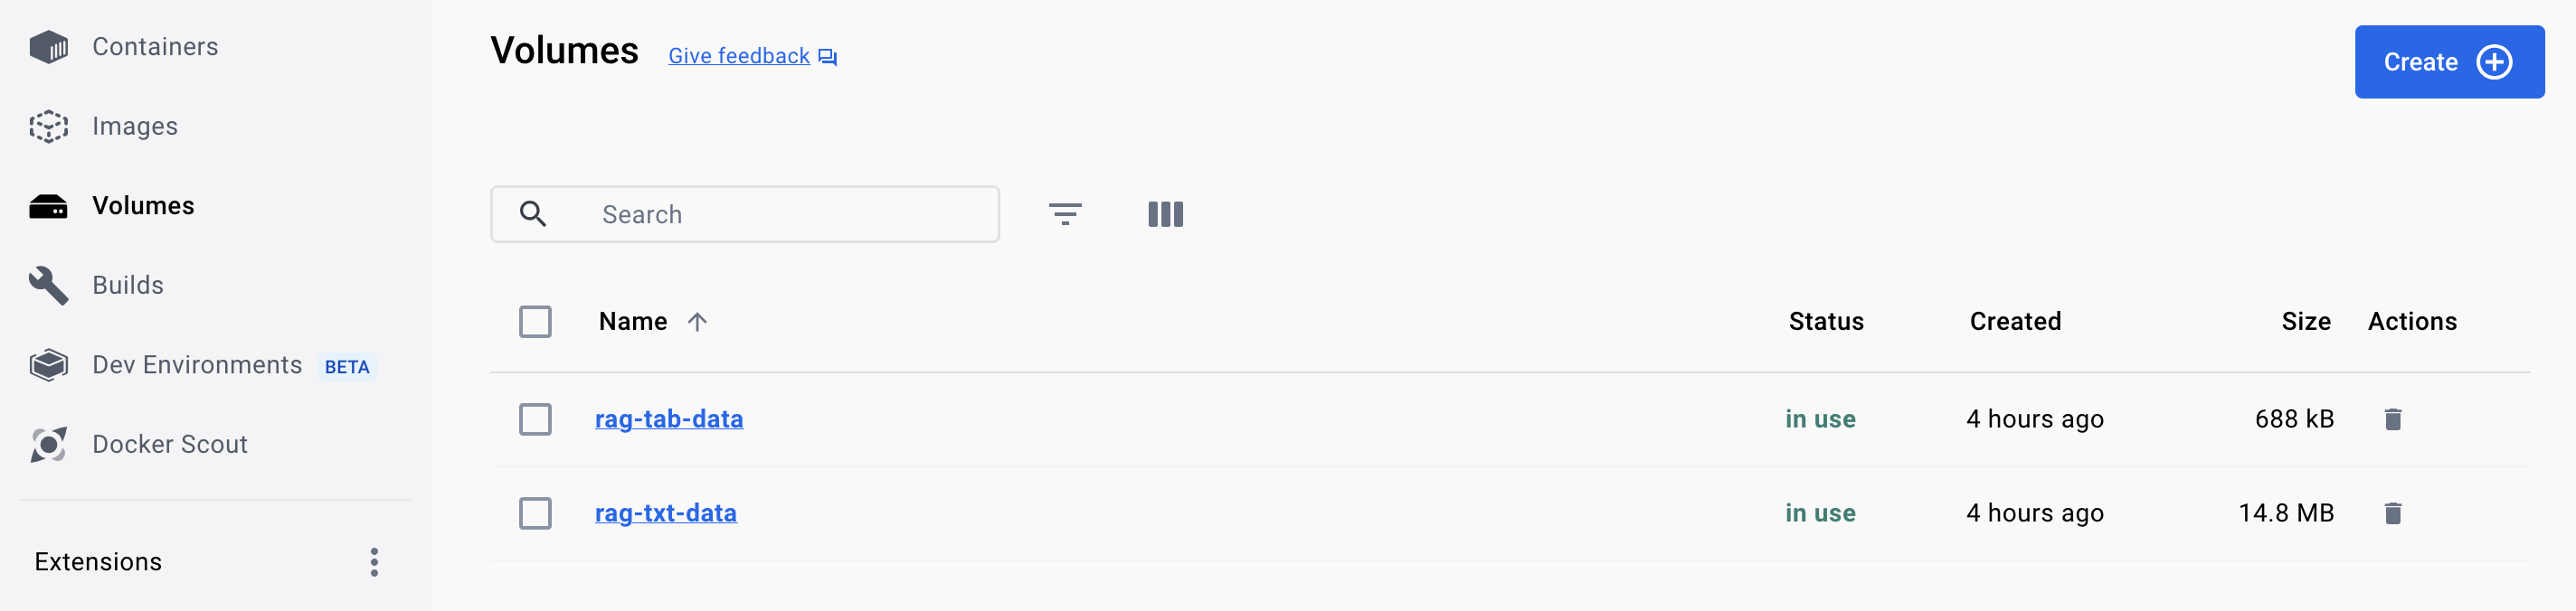 Containers
Images
Volumes
Builds
Dev Environments BETA
Docker Scout
Extensions
Volumes Give feedback
Create
Search
Name Status Created Size Actions
rag-tab-data in use 4 hours ago 688 kB
rag-txt-data in use 4 hours ago 14.8 MB